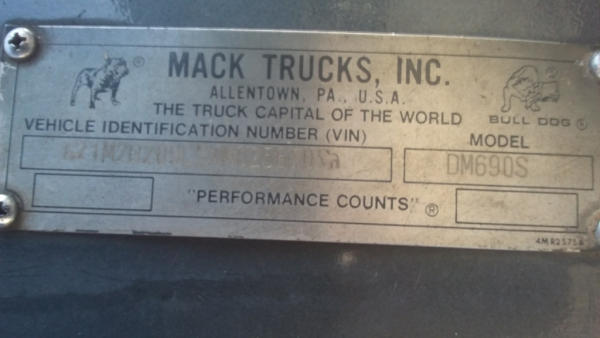 MACK TRUCKS, INC.
ALLENTOWN, PA., U.S.A.
THE TRUCK CAPITAL OF THE WORLD
BULL DOG ®
VEHICLE IDENTIFICATION NUMBER (VIN)
MODEL
DM690S
"PERFORMANCE COUNTS" ®